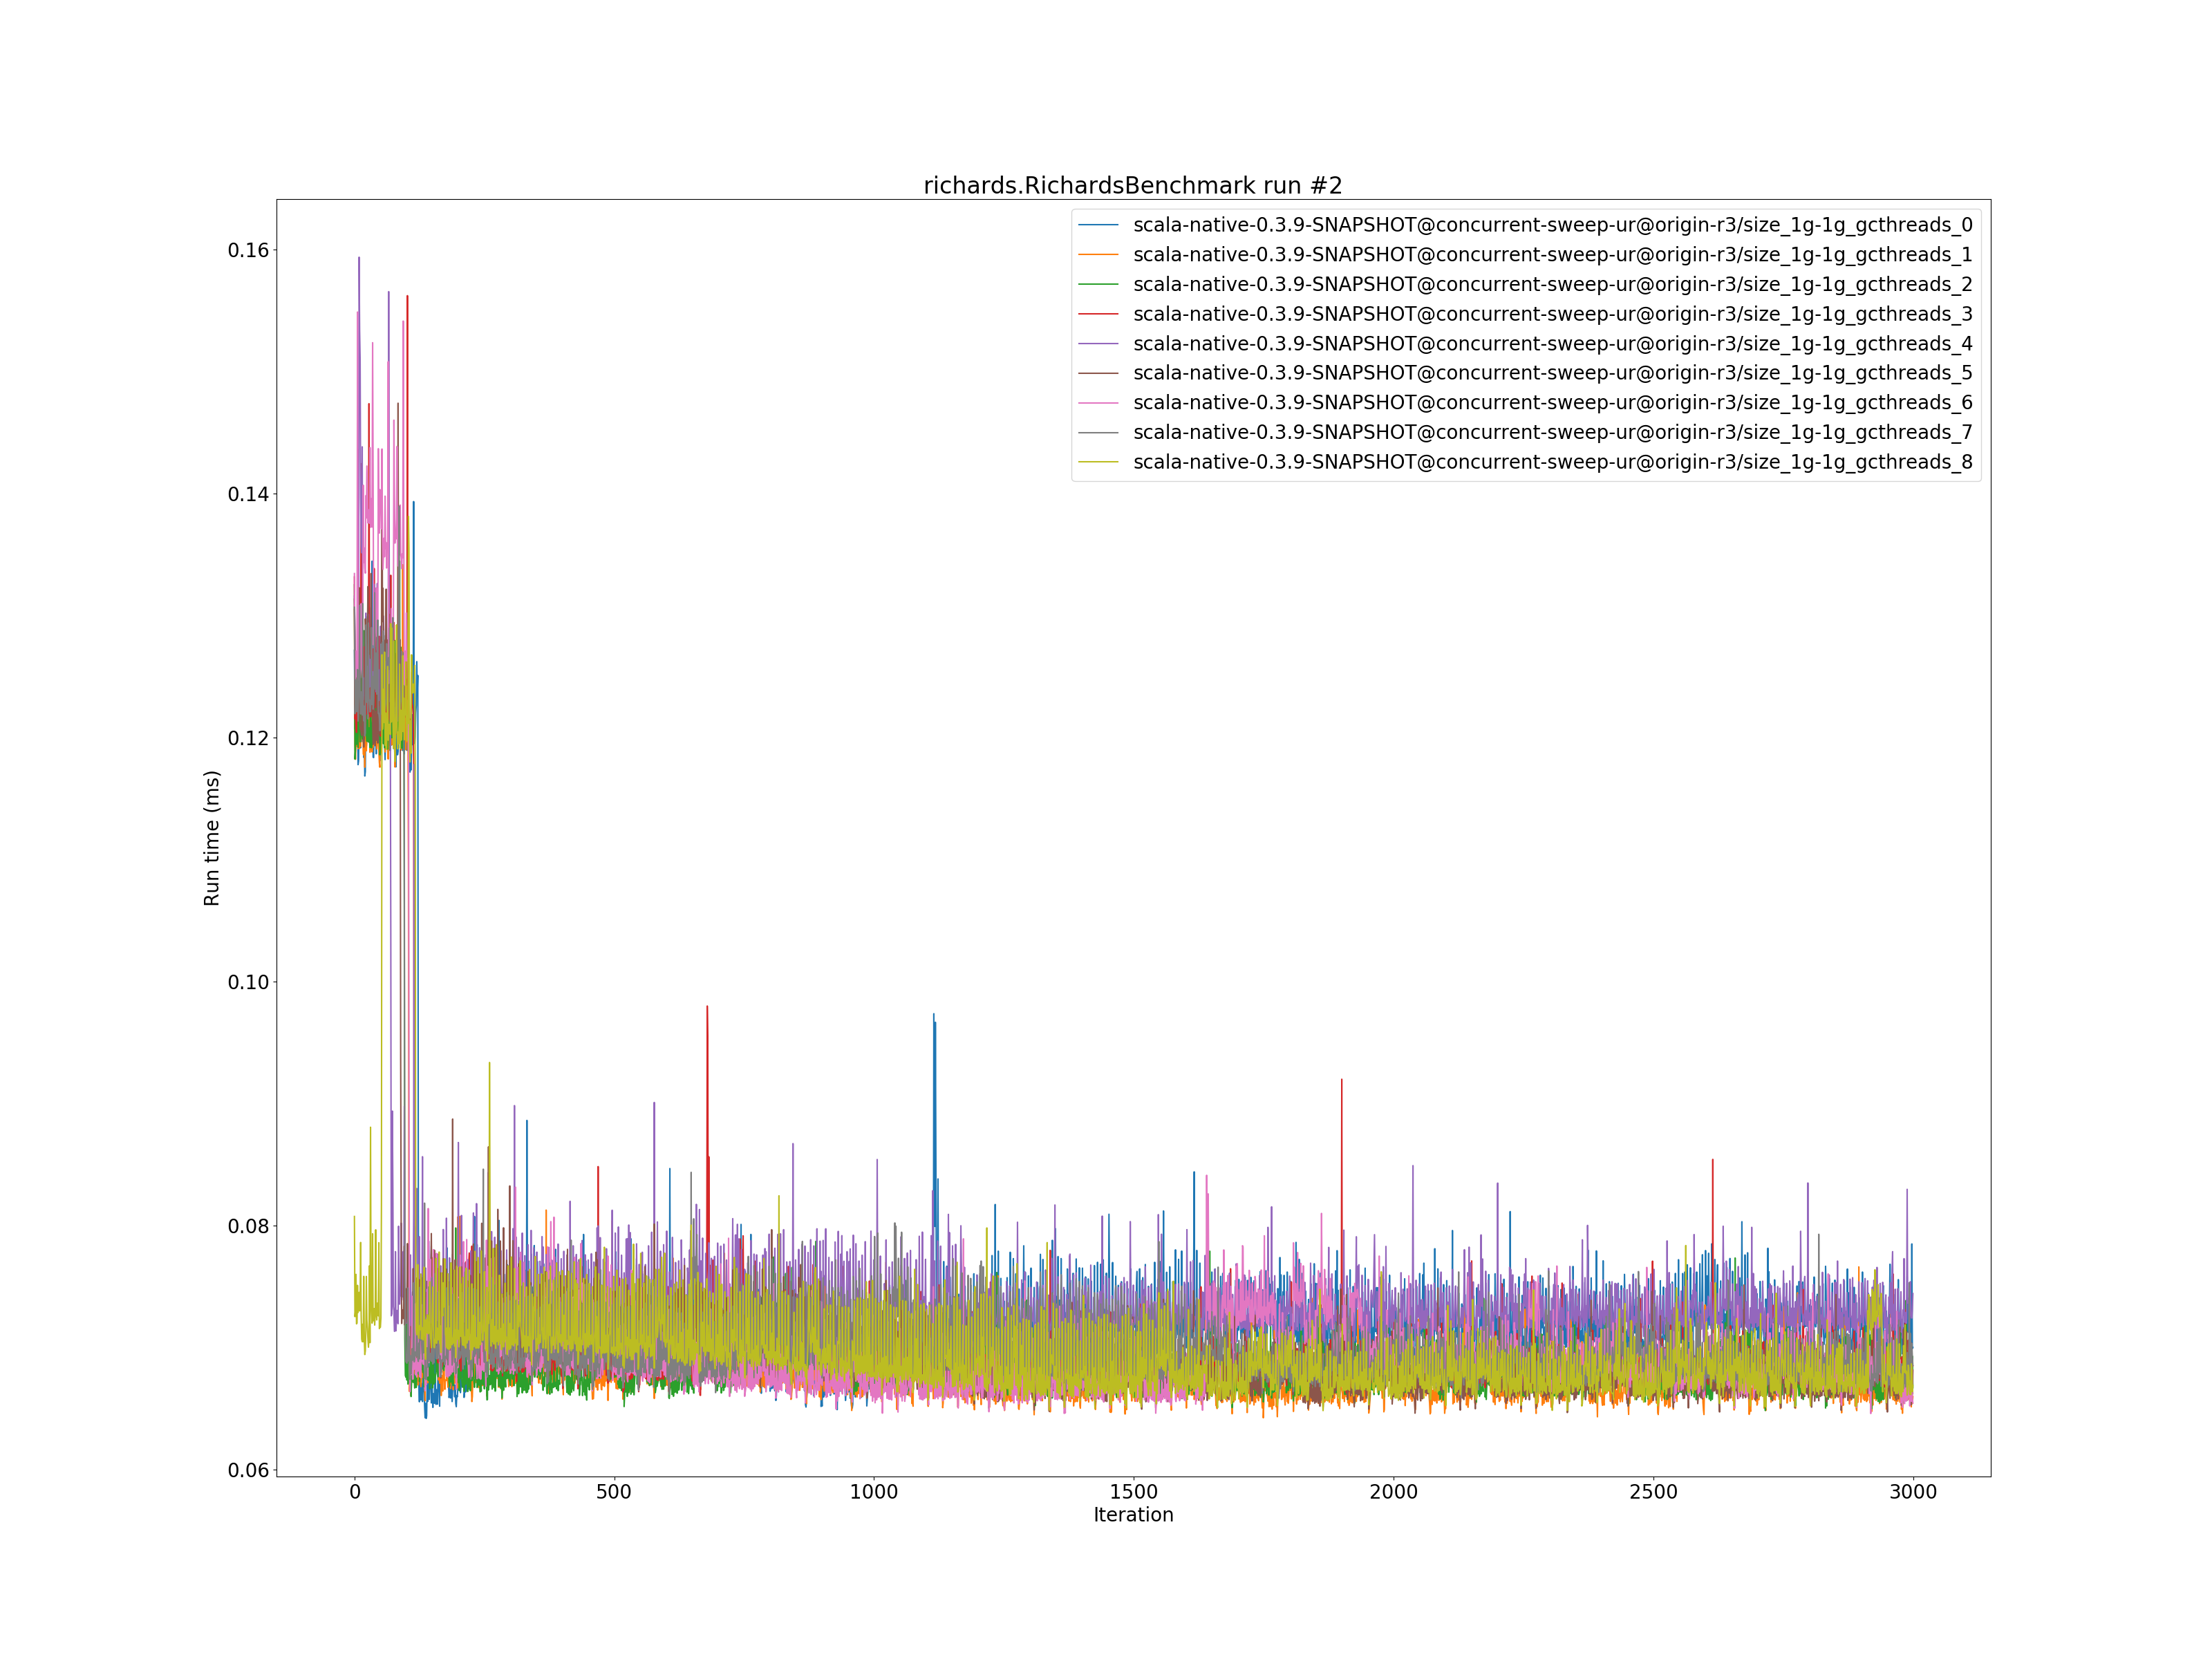 richards.RichardsBenchmark run #2
scala-native-0.3.9-SNAPSHOT@concurrent-sweep-ur@origin-r3/size_1g-1g_gcthreads_0
scala-native-0.3.9-SNAPSHOT@concurrent-sweep-ur@origin-r3/size_1g-1g_gcthreads_1
scala-native-0.3.9-SNAPSHOT@concurrent-sweep-ur@origin-r3/size_1g-1g_gcthreads_2
scala-native-0.3.9-SNAPSHOT@concurrent-sweep-ur@origin-r3/size_1g-1g_gcthreads_3
scala-native-0.3.9-SNAPSHOT@concurrent-sweep-ur@origin-r3/size_1g-1g_gcthreads_4
scala-native-0.3.9-SNAPSHOT@concurrent-sweep-ur@origin-r3/size_1g-1g_gcthreads_5
scala-native-0.3.9-SNAPSHOT@concurrent-sweep-ur@origin-r3/size_1g-1g_gcthreads_6
scala-native-0.3.9-SNAPSHOT@concurrent-sweep-ur@origin-r3/size_1g-1g_gcthreads_7
scala-native-0.3.9-SNAPSHOT@concurrent-sweep-ur@origin-r3/size_1g-1g_gcthreads_8
0.16
0.14
0.12
0.10
0.08
0.06
Run time (ms)
0 500 1000 1500 2000 2500 3000
Iteration